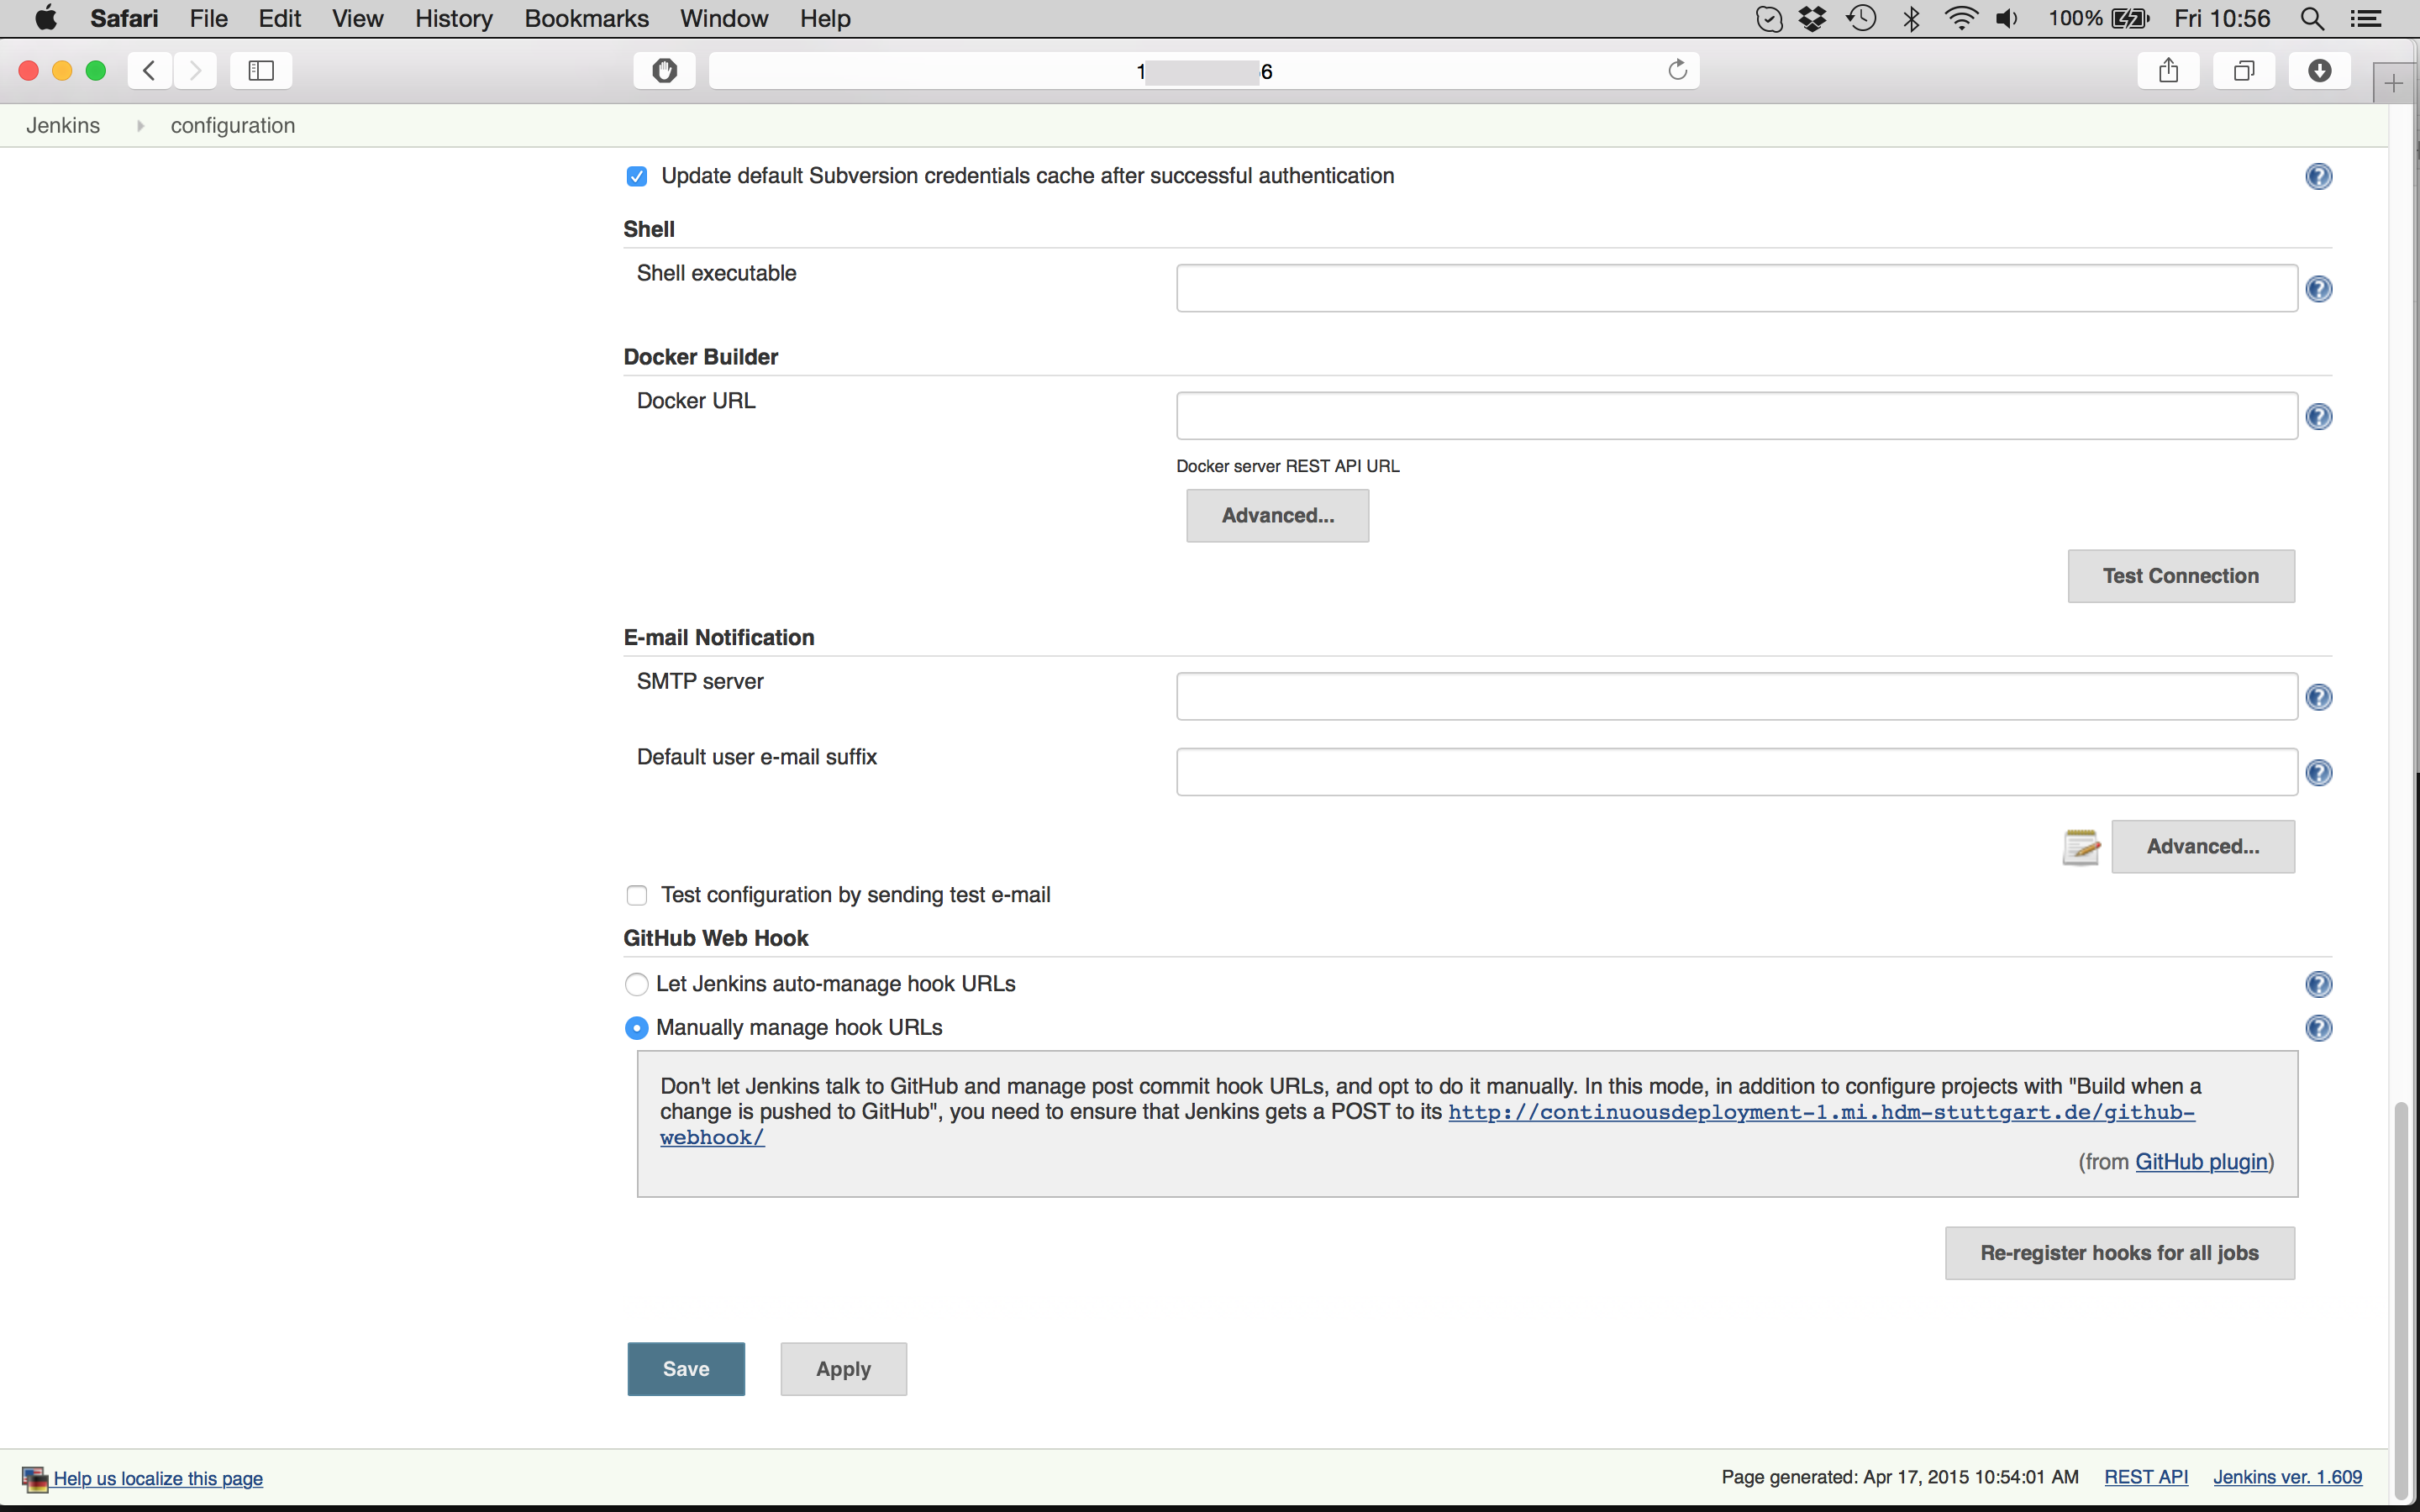 Safari File Edit View History Bookmarks Window Help 100% Fri 10:56
1 6
Jenkins configuration
Update default Subversion credentials cache after successful authentication
Shell
Shell executable
Docker Builder
Docker URL
Docker server REST API URL
Advanced...
Test Connection
E-mail Notification
SMTP server
Default user e-mail suffix
Advanced...
Test configuration by sending test e-mail
GitHub Web Hook
Let Jenkins auto-manage hook URLs
Manually manage hook URLs
Don't let Jenkins talk to GitHub and manage post commit hook URLs, and opt to do it manually. In this mode, in addition to configure projects with "Build when a
change is pushed to GitHub", you need to ensure that Jenkins gets a POST to its http://continuousdeployment-1.mi.hdm-stuttgart.de/github-
webhook/
(from GitHub plugin)
Re-register hooks for all jobs
Save Apply
Help us localize this page Page generated: Apr 17, 2015 10:54:01 AM REST API Jenkins ver. 1.609